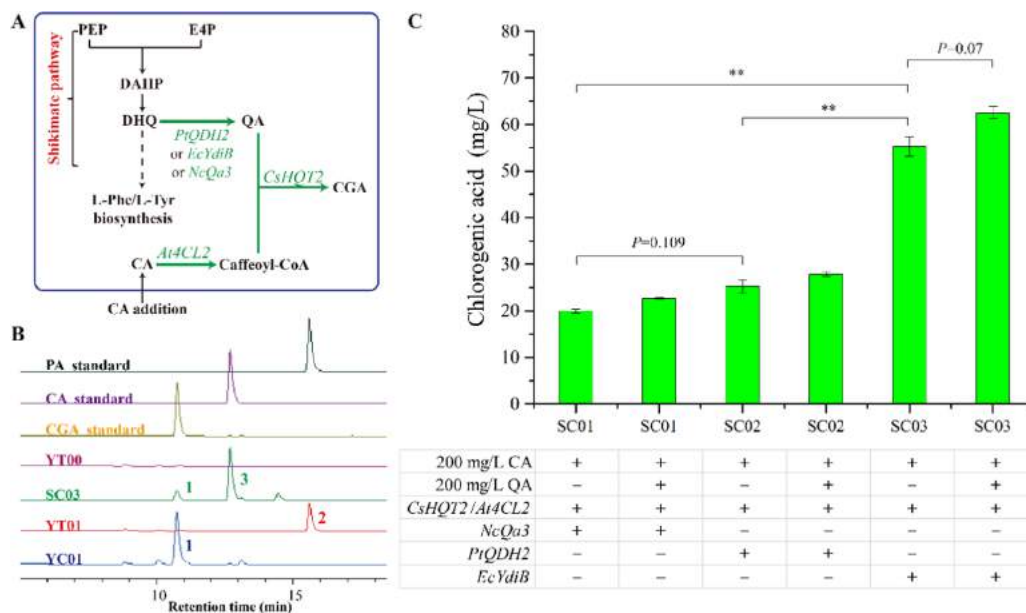 A
PEP E4P
Shikimate pathway
DAHP
DHQ QA
PtQDH2
or EcYdiB
or NcQa3
CsHQT2
CGA
L-Phe/L-Tyr
biosynthesis
At4CL2
CA Caffeoyl-CoA
CA addition
B
PA standard
CA standard
CGA standard
YT00
SC03 1 3
YT01 2
YC01 1
10 15
Retention time (min)
C
Chlorogenic acid (mg/L)
80
70
60
50
40
30
20
10
0
P=0.07
**
**
P=0.109
SC01 SC01 SC02 SC02 SC03 SC03
200 mg/L CA + + + + + +
200 mg/L QA – + – + – +
CsHQT2/At4CL2 + + + + + +
NcQa3 + + – – – –
PtQDH2 – – + + – –
EcYdiB – – – – + +